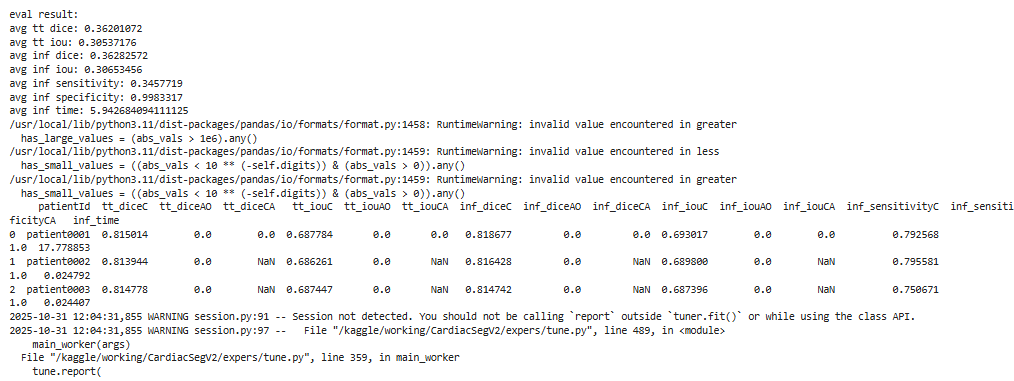 eval result:
avg tt dice: 0.36201072
avg tt iou: 0.30537176
avg inf dice: 0.36282572
avg inf iou: 0.30653456
avg inf sensitivity: 0.3457719
avg inf specificity: 0.9983317
avg inf time: 5.942684094111125
/usr/local/lib/python3.11/dist-packages/pandas/io/formats/format.py:1458: RuntimeWarning: invalid value encountered in greater
  has_large_values = (abs_vals > 1e6).any()
/usr/local/lib/python3.11/dist-packages/pandas/io/formats/format.py:1459: RuntimeWarning: invalid value encountered in less
  has_small_values = ((abs_vals < 10 ** (-self.digits)) & (abs_vals > 0)).any()
/usr/local/lib/python3.11/dist-packages/pandas/io/formats/format.py:1459: RuntimeWarning: invalid value encountered in greater
  has_small_values = ((abs_vals < 10 ** (-self.digits)) & (abs_vals > 0)).any()
     patientId  tt_diceC  tt_diceAO  tt_diceCA   tt_iouC  tt_iouAO  tt_iouCA  inf_diceC  inf_diceAO  inf_diceCA  inf_iouC  inf_iouAO  inf_iouCA  inf_sensitivityC  inf_sensiti
ficityCA   inf_time
0  patient0001  0.815014        0.0        0.0  0.687784       0.0       0.0   0.818677         0.0         0.0  0.693017        0.0        0.0          0.792568
1.0  17.778853
1  patient0002  0.813944        0.0        NaN  0.686261       0.0       NaN   0.816428         0.0         NaN  0.689800        0.0        NaN          0.795581
1.0   0.024792
2  patient0003  0.814778        0.0        NaN  0.687447       0.0       NaN   0.814742         0.0         NaN  0.687396        0.0        NaN          0.750671
1.0   0.024407
2025-10-31 12:04:31,855 WARNING session.py:91 -- Session not detected. You should not be calling `report` outside `tuner.fit()` or while using the class API.
2025-10-31 12:04:31,855 WARNING session.py:97 --   File "/kaggle/working/CardiacSegV2/expers/tune.py", line 489, in <module>
    main_worker(args)
  File "/kaggle/working/CardiacSegV2/expers/tune.py", line 359, in main_worker
    tune.report(